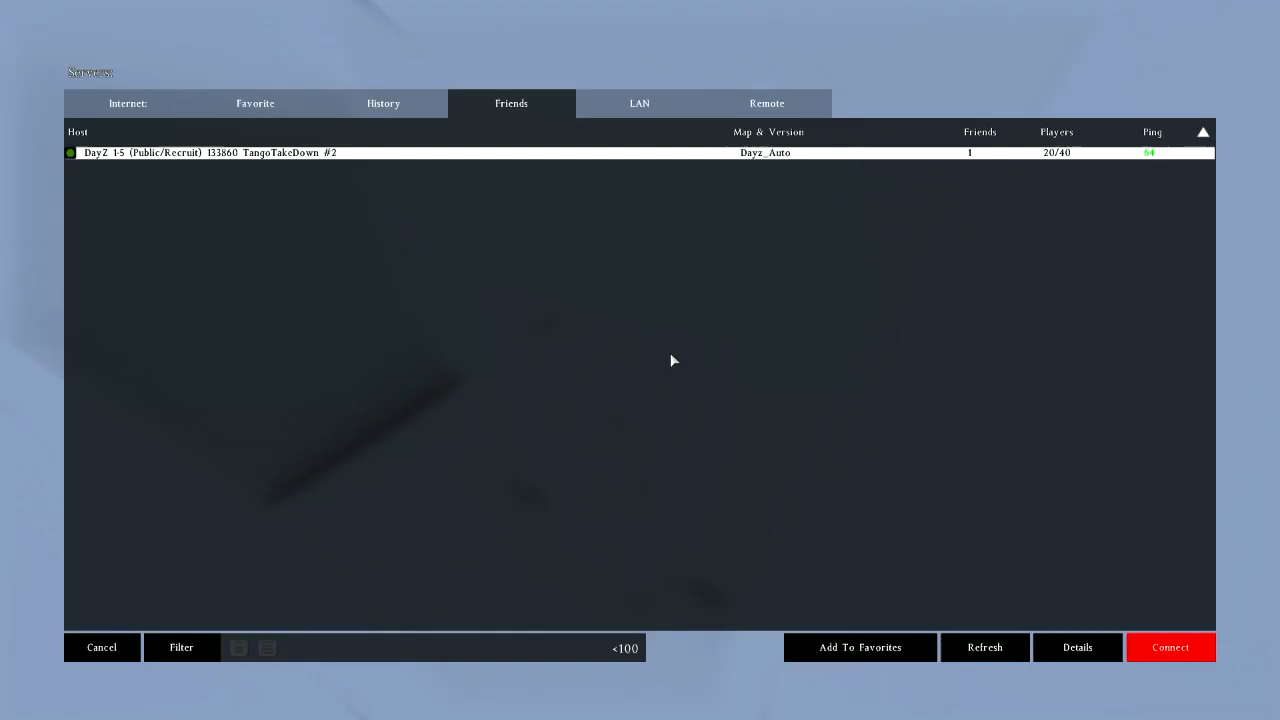 Servers:
Internet: Favorite History Friends LAN Remote
Host Map & Version Friends Players Ping
DayZ 1-5 (Public/Recruit) 133860 TangoTakeDown #2 Dayz_Auto 1 20/40 64
Cancel Filter <100 Add To Favorites Refresh Details Connect